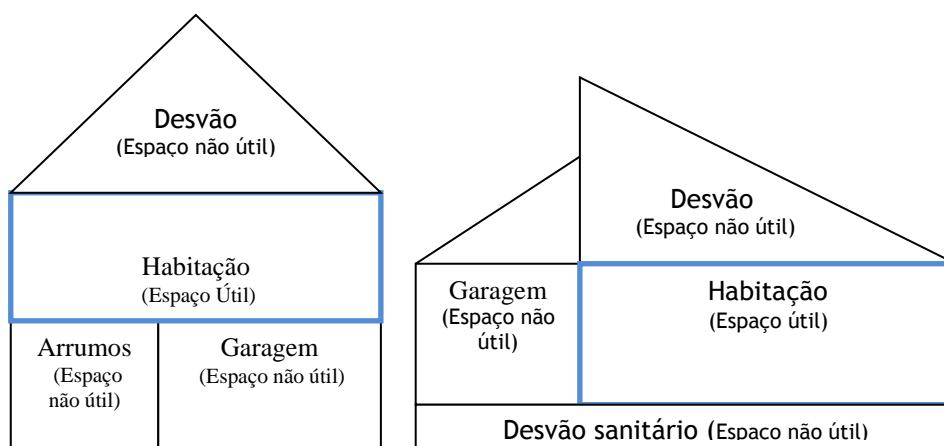 Desvão
(Espaço não útil)
Habitação
(Espaço Útil)
Arrumos
(Espaço
não útil)
Garagem
(Espaço não útil)
Desvão
(Espaço não útil)
Garagem
(Espaço não
útil)
Habitação
(Espaço útil)
Desvão sanitário (Espaço não útil)